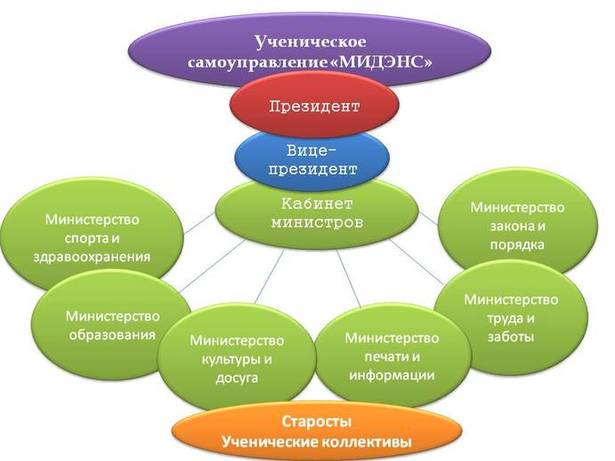 Ученическое
самоуправление «МИДЭНС»
Президент
Вице-
президент
Кабинет
министров
Министерство
спорта и
здравоохранения
Министерство
закона и
порядка
Министерство
образования
Министерство
труда и
заботы
Министерство
культуры и
досуга
Министерство
печати и
информации
Старосты
Ученические коллективы